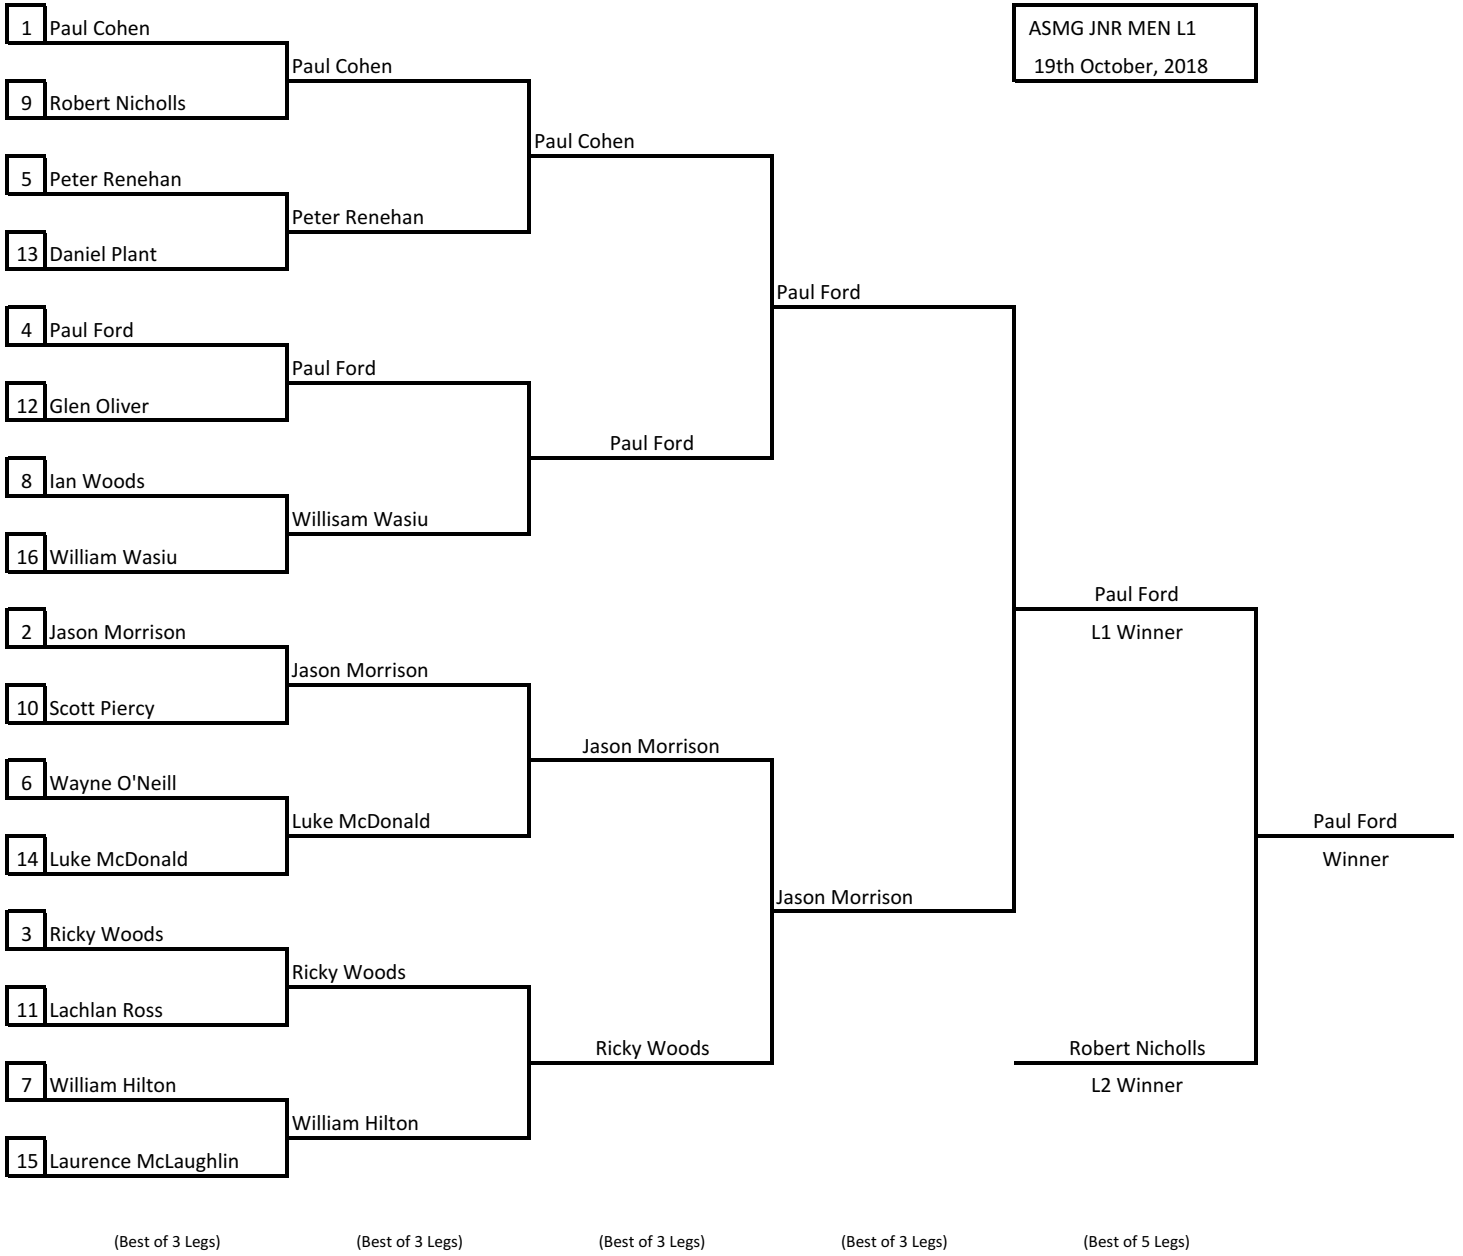 1 Paul Cohen
ASMG JNR MEN L1
Paul Cohen
19th October, 2018
9 Robert Nicholls
Paul Cohen
5 Peter Renehan
Peter Renehan
13 Daniel Plant
Paul Ford
4 Paul Ford
Paul Ford
12 Glen Oliver
Paul Ford
8 Ian Woods
Willisam Wasiu
16 William Wasiu
Paul Ford
2 Jason Morrison
L1 Winner
Jason Morrison
10 Scott Piercy
Jason Morrison
6 Wayne O'Neill
Luke McDonald
Paul Ford
14 Luke McDonald
Winner
Jason Morrison
3 Ricky Woods
Ricky Woods
11 Lachlan Ross
Ricky Woods
Robert Nicholls
7 William Hilton
L2 Winner
William Hilton
15 Laurence McLaughlin
(Best of 3 Legs) (Best of 3 Legs) (Best of 3 Legs) (Best of 3 Legs) (Best of 5 Legs)